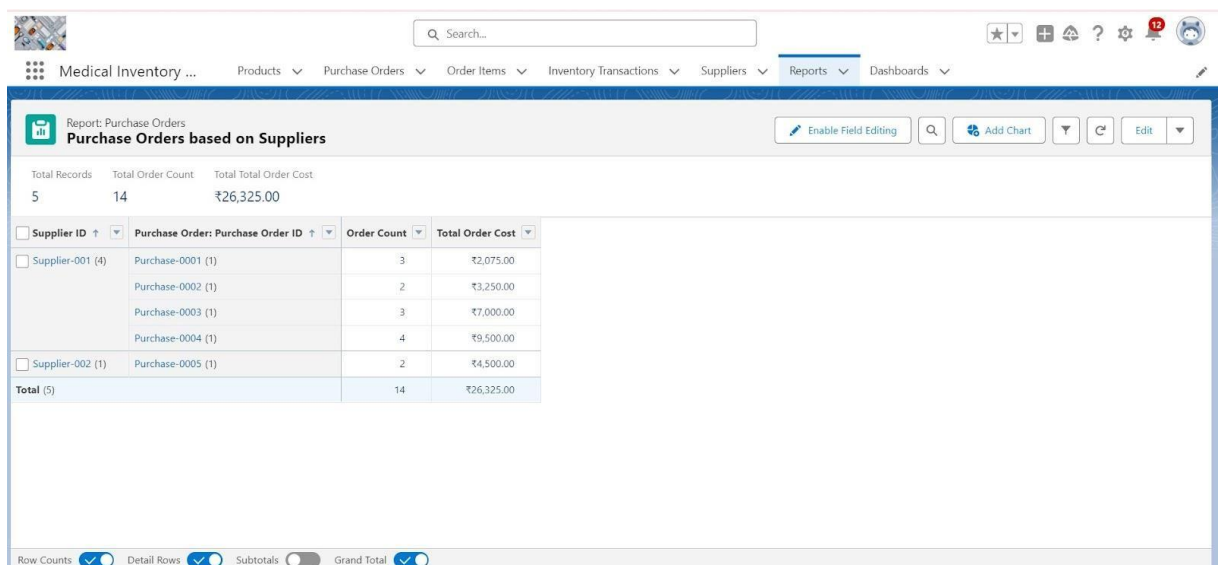 Search...
12
Medical Inventory ... Products Purchase Orders Order Items Inventory Transactions Suppliers Reports Dashboards
Report: Purchase Orders
Purchase Orders based on Suppliers
Enable Field Editing Add Chart Edit
Total Records Total Order Count Total Total Order Cost
5 14 ₹26,325.00
Supplier ID ↑ Purchase Order: Purchase Order ID ↑ Order Count Total Order Cost
Supplier-001 (4) Purchase-0001 (1) 3 ₹2,075.00
Purchase-0002 (1) 2 ₹3,250.00
Purchase-0003 (1) 3 ₹7,000.00
Purchase-0004 (1) 4 ₹9,500.00
Supplier-002 (1) Purchase-0005 (1) 2 ₹4,500.00
Total (5) 14 ₹26,325.00
Row Counts Detail Rows Subtotals Grand Total